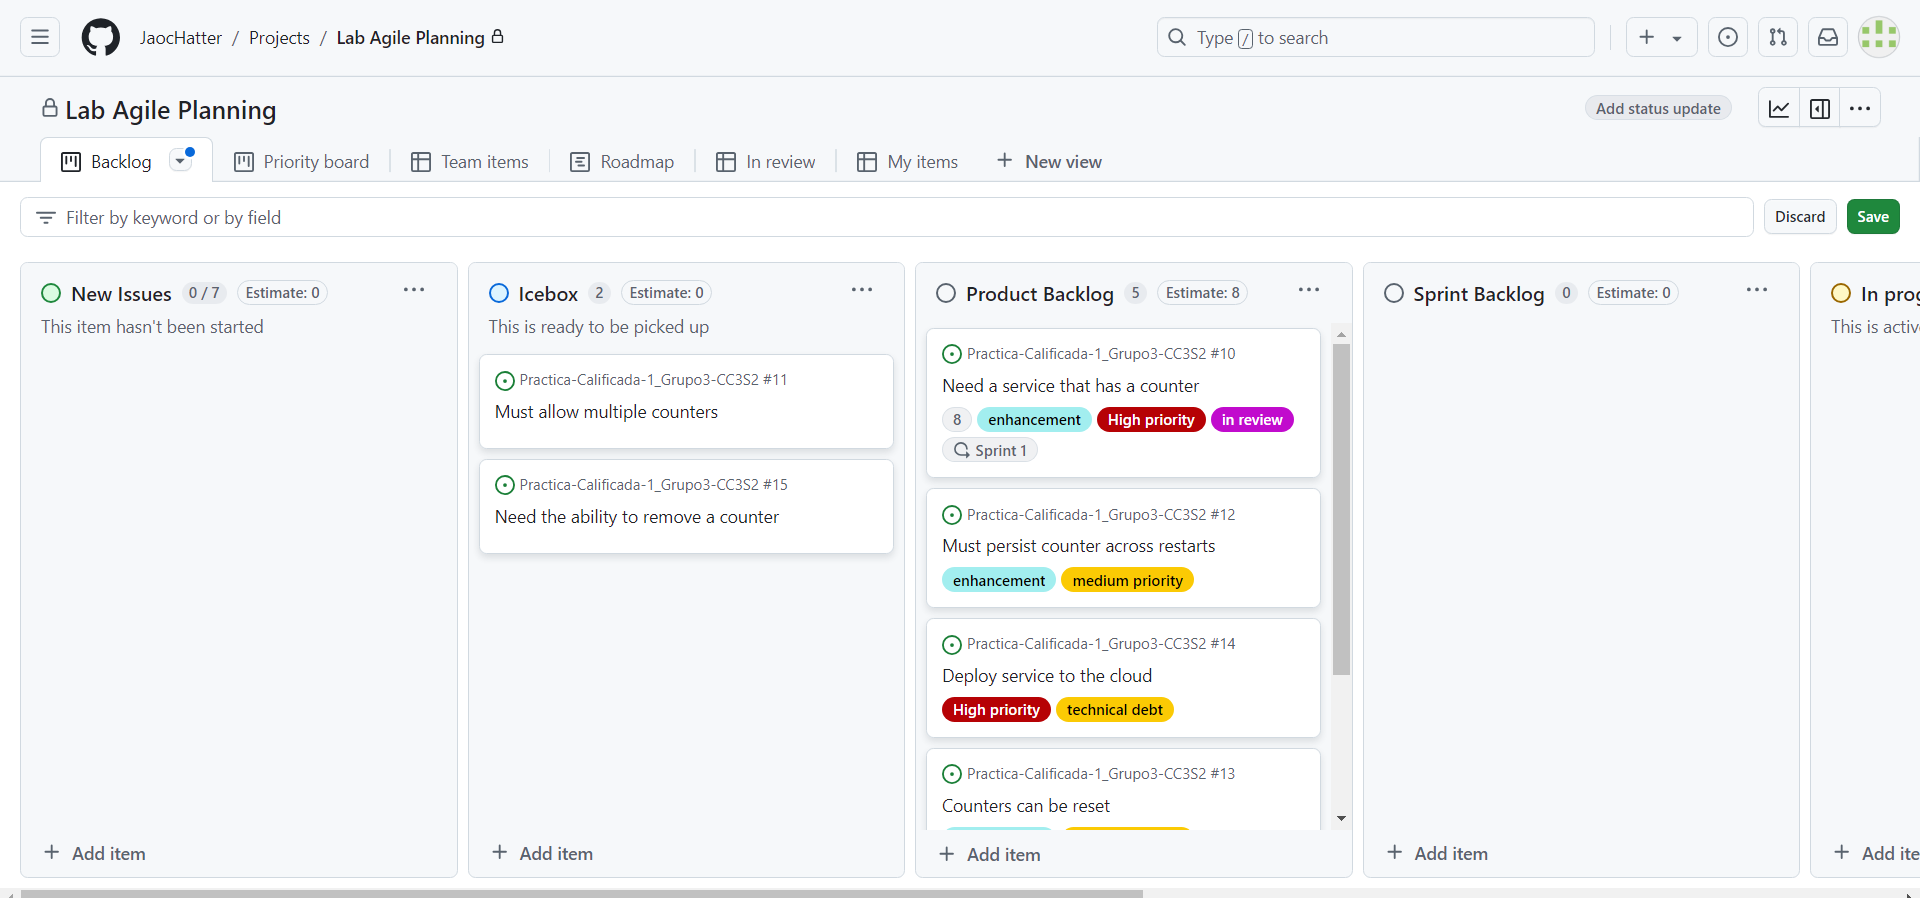 JaocHatter / Projects / Lab Agile Planning
Type / to search
Lab Agile Planning
Add status update
Backlog
Priority board
Team items
Roadmap
In review
My items
New view
Filter by keyword or by field
Discard
Save
New Issues 0 / 7 Estimate: 0
This item hasn't been started
Add item
Icebox 2 Estimate: 0
This is ready to be picked up
Practica-Calificada-1_Grupo3-CC3S2 #11
Must allow multiple counters
Practica-Calificada-1_Grupo3-CC3S2 #15
Need the ability to remove a counter
Add item
Product Backlog 5 Estimate: 8
Practica-Calificada-1_Grupo3-CC3S2 #10
Need a service that has a counter
8 enhancement High priority in review
Sprint 1
Practica-Calificada-1_Grupo3-CC3S2 #12
Must persist counter across restarts
enhancement medium priority
Practica-Calificada-1_Grupo3-CC3S2 #14
Deploy service to the cloud
High priority technical debt
Practica-Calificada-1_Grupo3-CC3S2 #13
Counters can be reset
Add item
Sprint Backlog 0 Estimate: 0
Add item
In prog
This is activ
Add ite